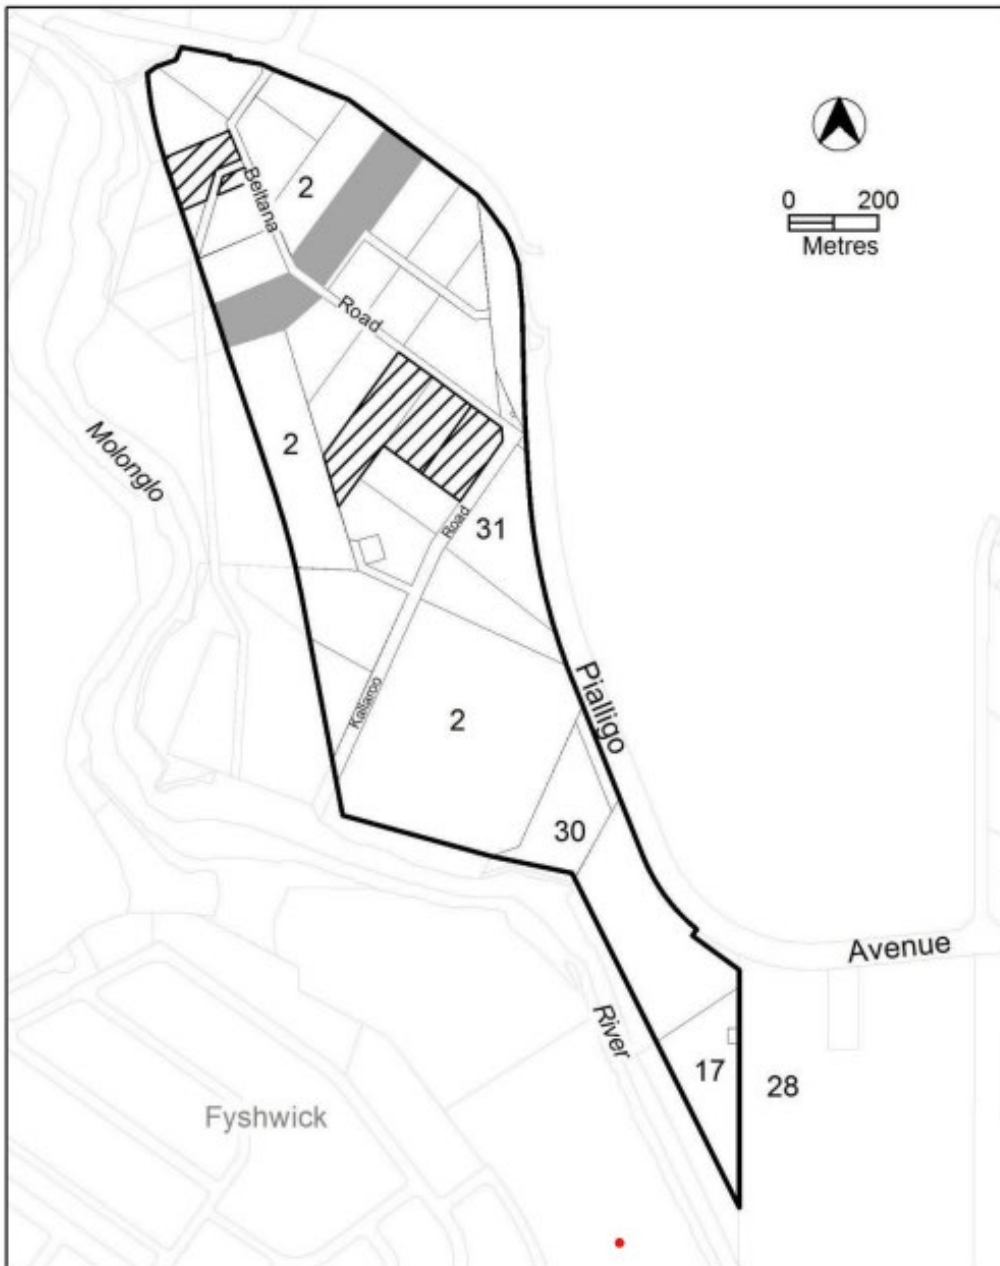 2
Beltana
0 200
Metres
Road
Molonglo
2
31
Road
Pialligo
Kallaroo
2
30
Avenue
River
17
28
Fyshwick